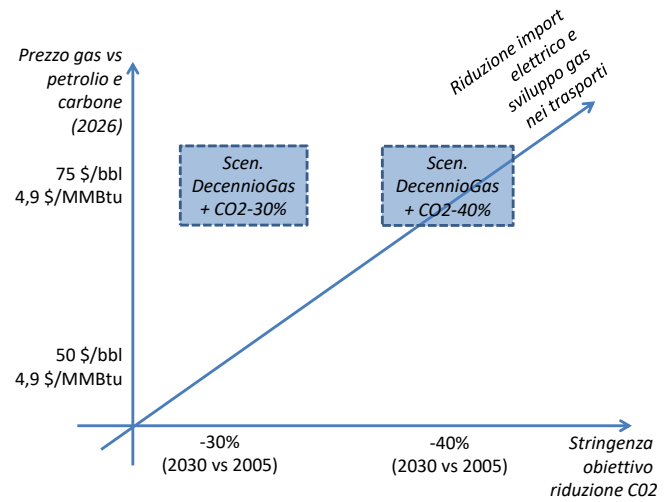 Prezzo gas vs
petrolio e
carbone
(2026)
Riduzione import
elettrico e
sviluppo gas
nei trasporti
75 $/bbl
4,9 $/MMBtu
Scen.
DecennioGas
+ CO2-30%
Scen.
DecennioGas
+ CO2-40%
50 $/bbl
4,9 $/MMBtu
-30%
(2030 vs 2005)
-40%
(2030 vs 2005)
Stringenza
obiettivo
riduzione C02